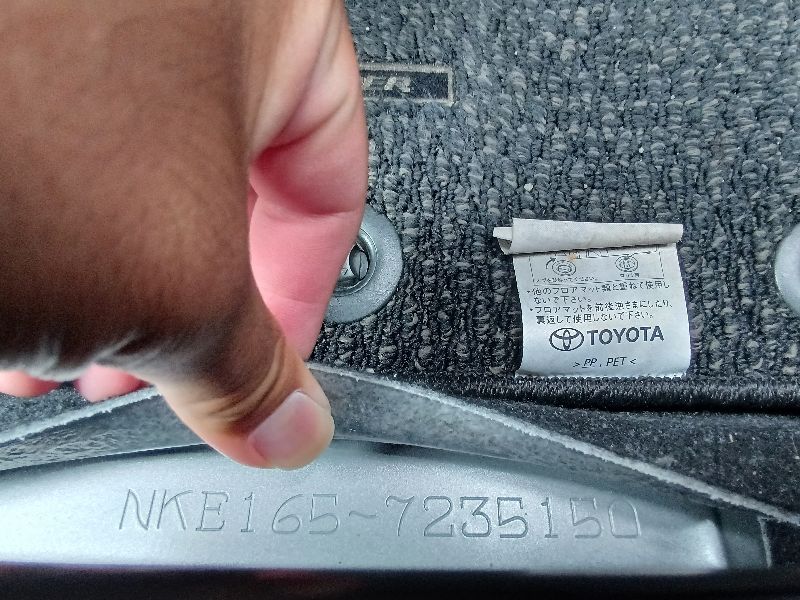 •他のフロアマット類と重ねて使用し
ないで下さい。
•フロアマットを前後逆さまにしたり、
裏返して使用しないで下さい。
TOYOTA
>PP, PET<
NKE165-7235150